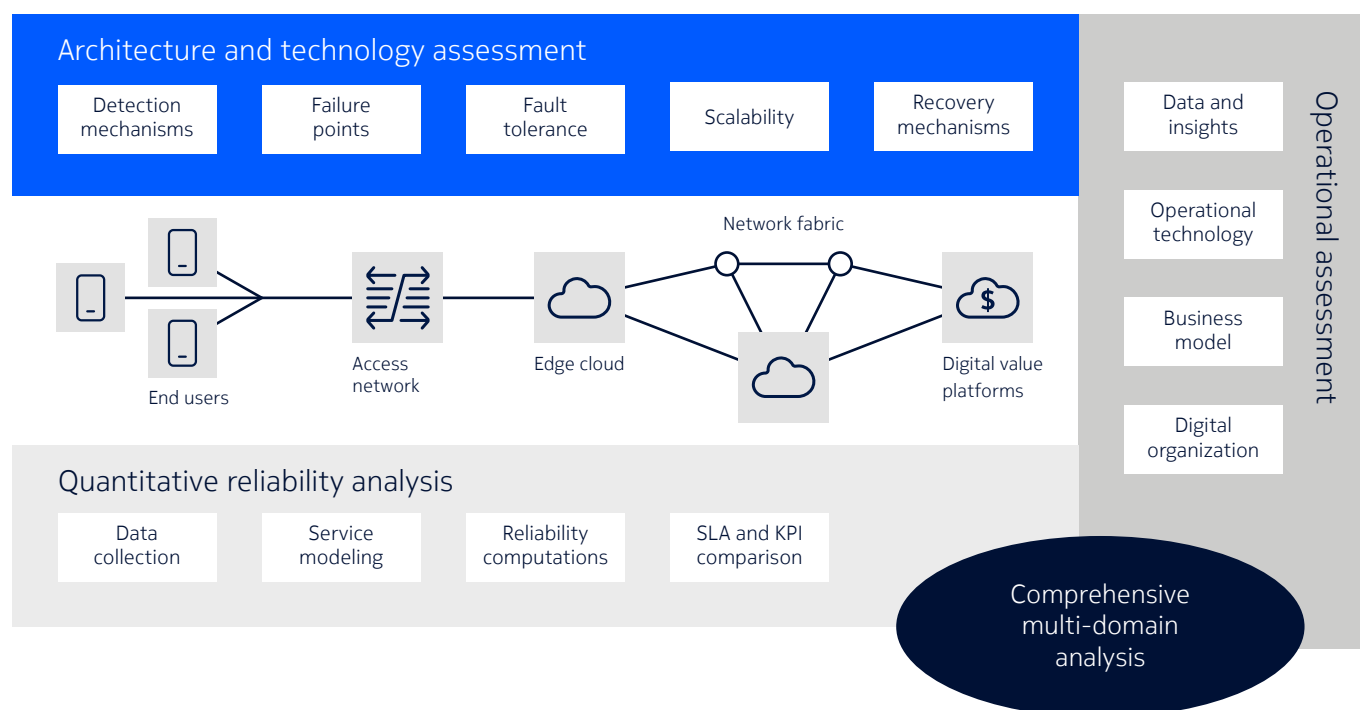 Architecture and technology assessment
Detection
mechanisms
Failure
points
Fault
tolerance
Scalability
Recovery
mechanisms
Network fabric
$
End users
Access
network
Edge cloud
Digital value
platforms
Quantitative reliability analysis
Data
collection
Service
modeling
Reliability
computations
SLA and KPI
comparison
Operational assessment
Data and
insights
Operational
technology
Business
model
Digital
organization
Comprehensive
multi-domain
analysis